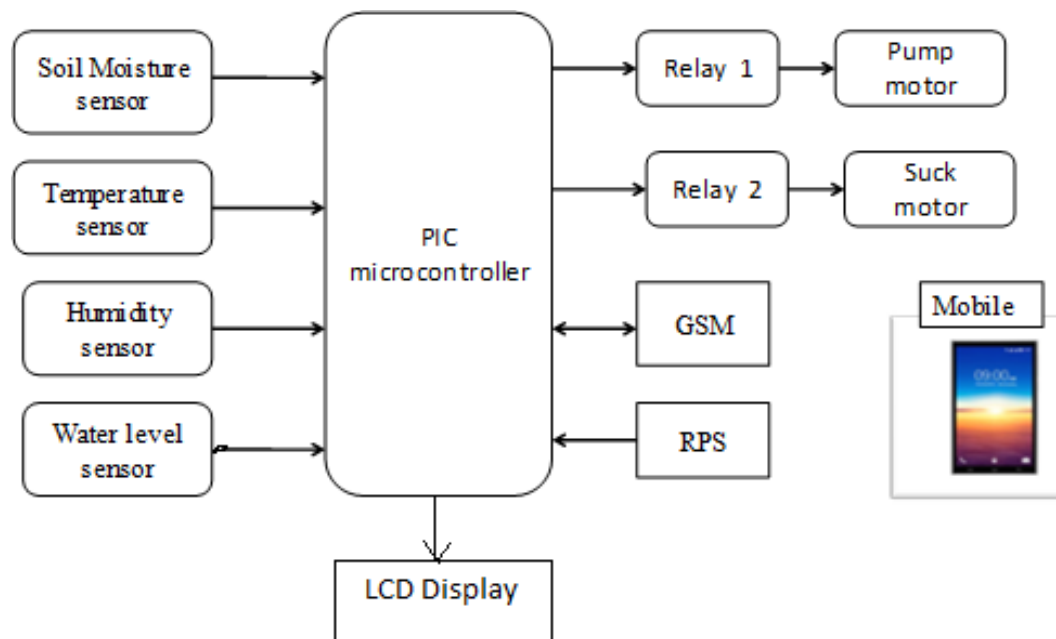 Soil Moisture
sensor
Temperature
sensor
Humidity
sensor
Water level
sensor
PIC
microcontroller
Relay 1
Pump
motor
Relay 2
Suck
motor
GSM
RPS
Mobile
09:00
LCD Display